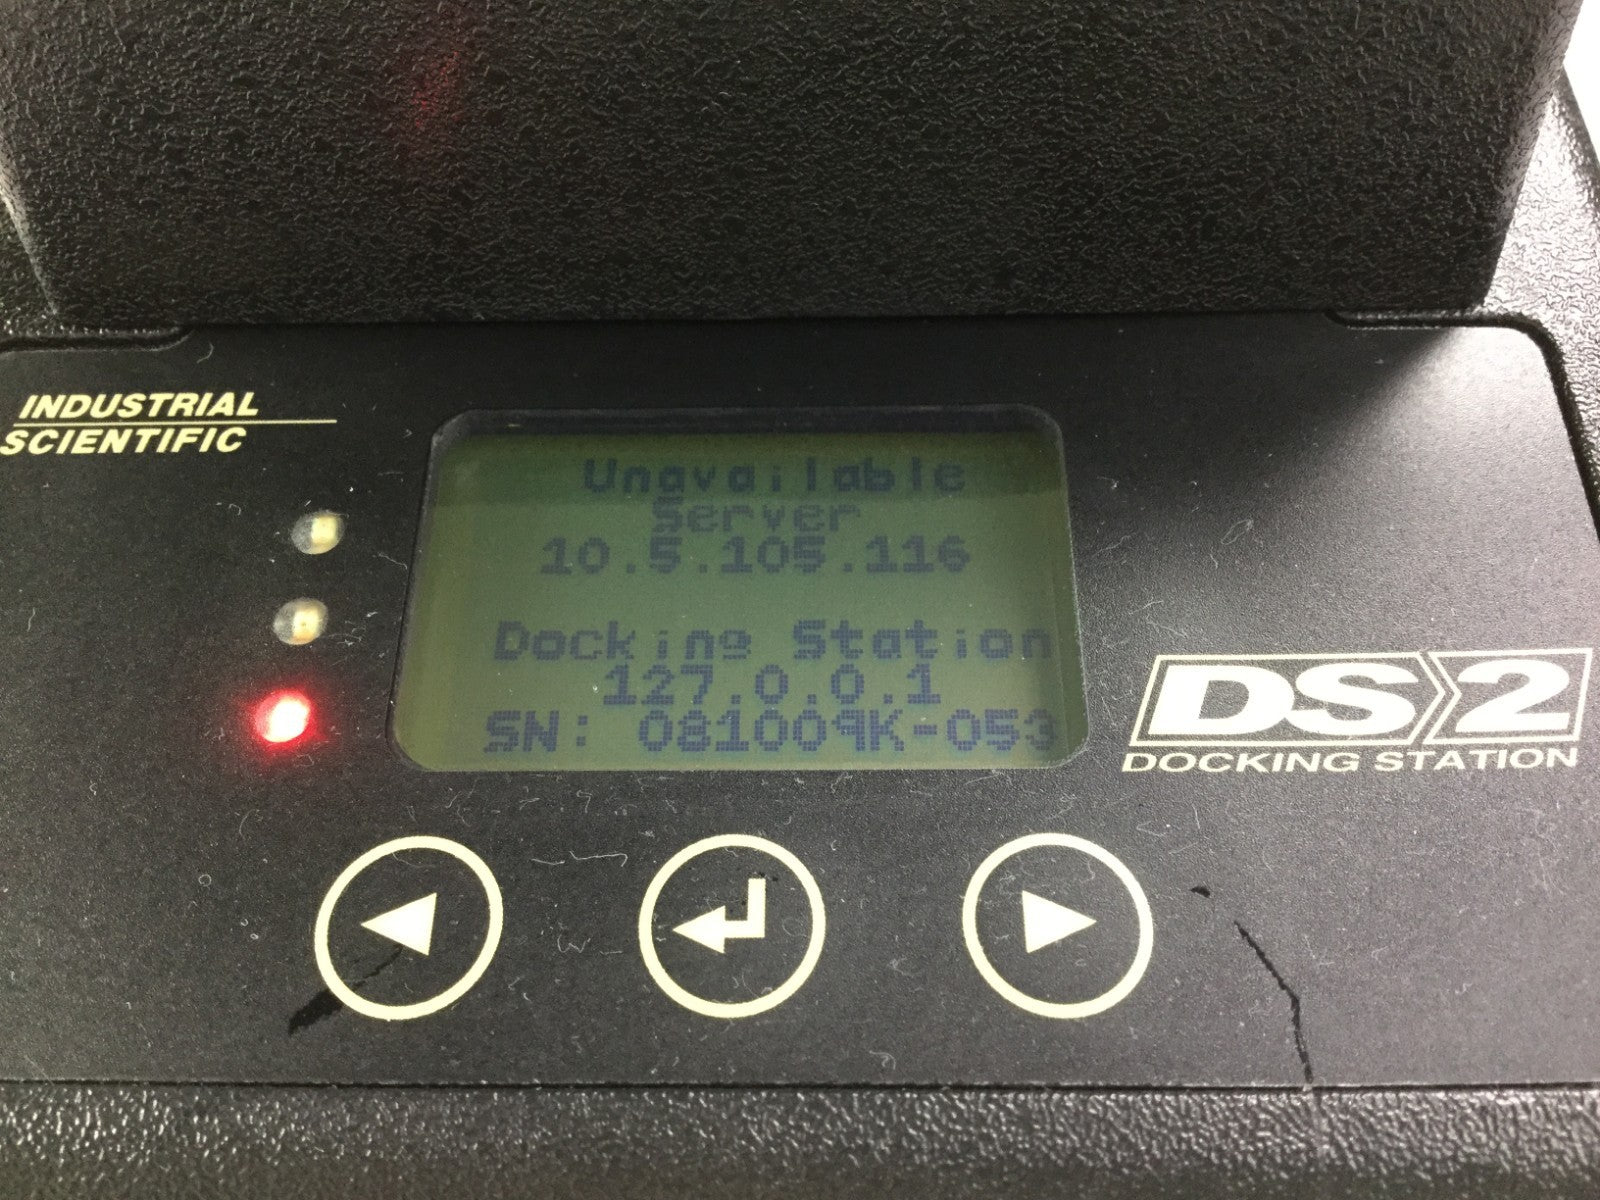 INDUSTRIAL
SCIENTIFIC
Unavailable
Server
10.5.105.116
Docking Station
127.0.0.1
SN: 081009K-053
DS2
DOCKING STATION